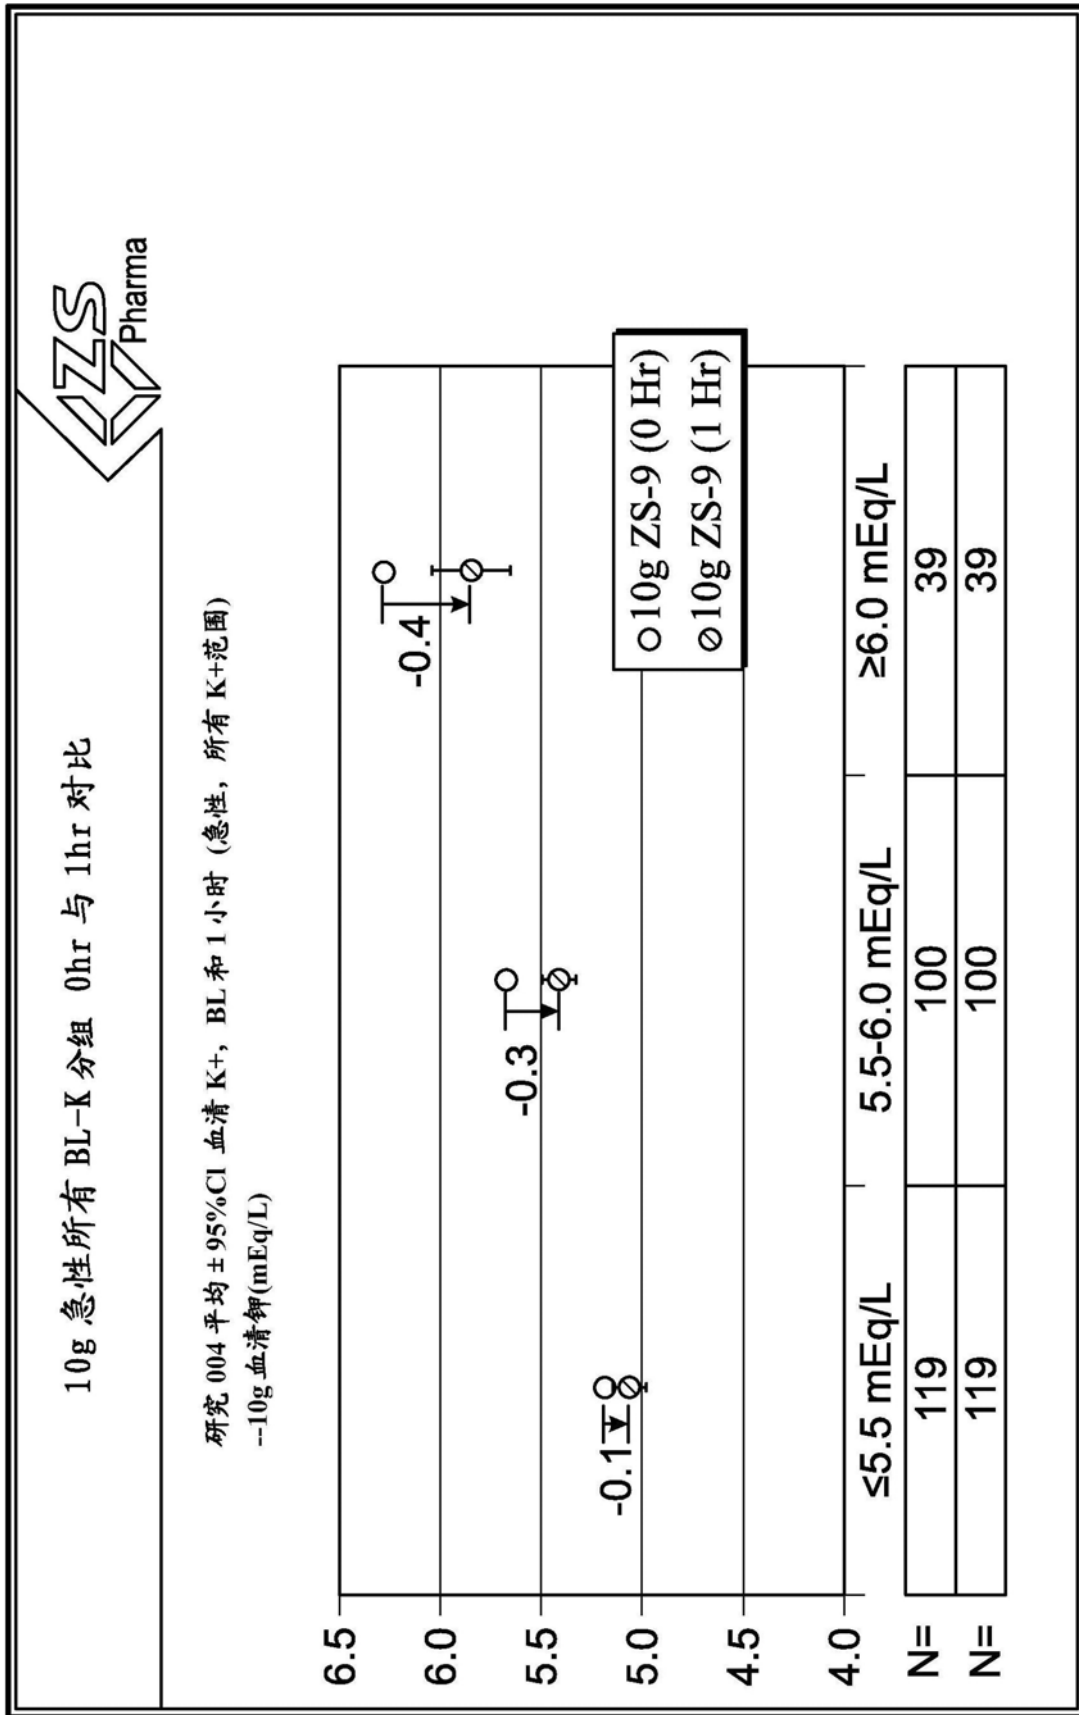 10g 急性所有 BL-K 分组 0hr 与 1hr 对比
ZS
Pharma
研究 004 平均 ± 95%CI 血清 K+, BL 和 1 小时 (急性, 所有 K+范围)
--10g 血清钾(mEq/L)
6.5
6.0
5.5
5.0
4.5
4.0
-0.1
-0.3
-0.4
○ 10g ZS-9 (0 Hr)
⊘ 10g ZS-9 (1 Hr)
≤5.5 mEq/L 5.5-6.0 mEq/L ≥6.0 mEq/L
N= 119 100 39
N= 119 100 39